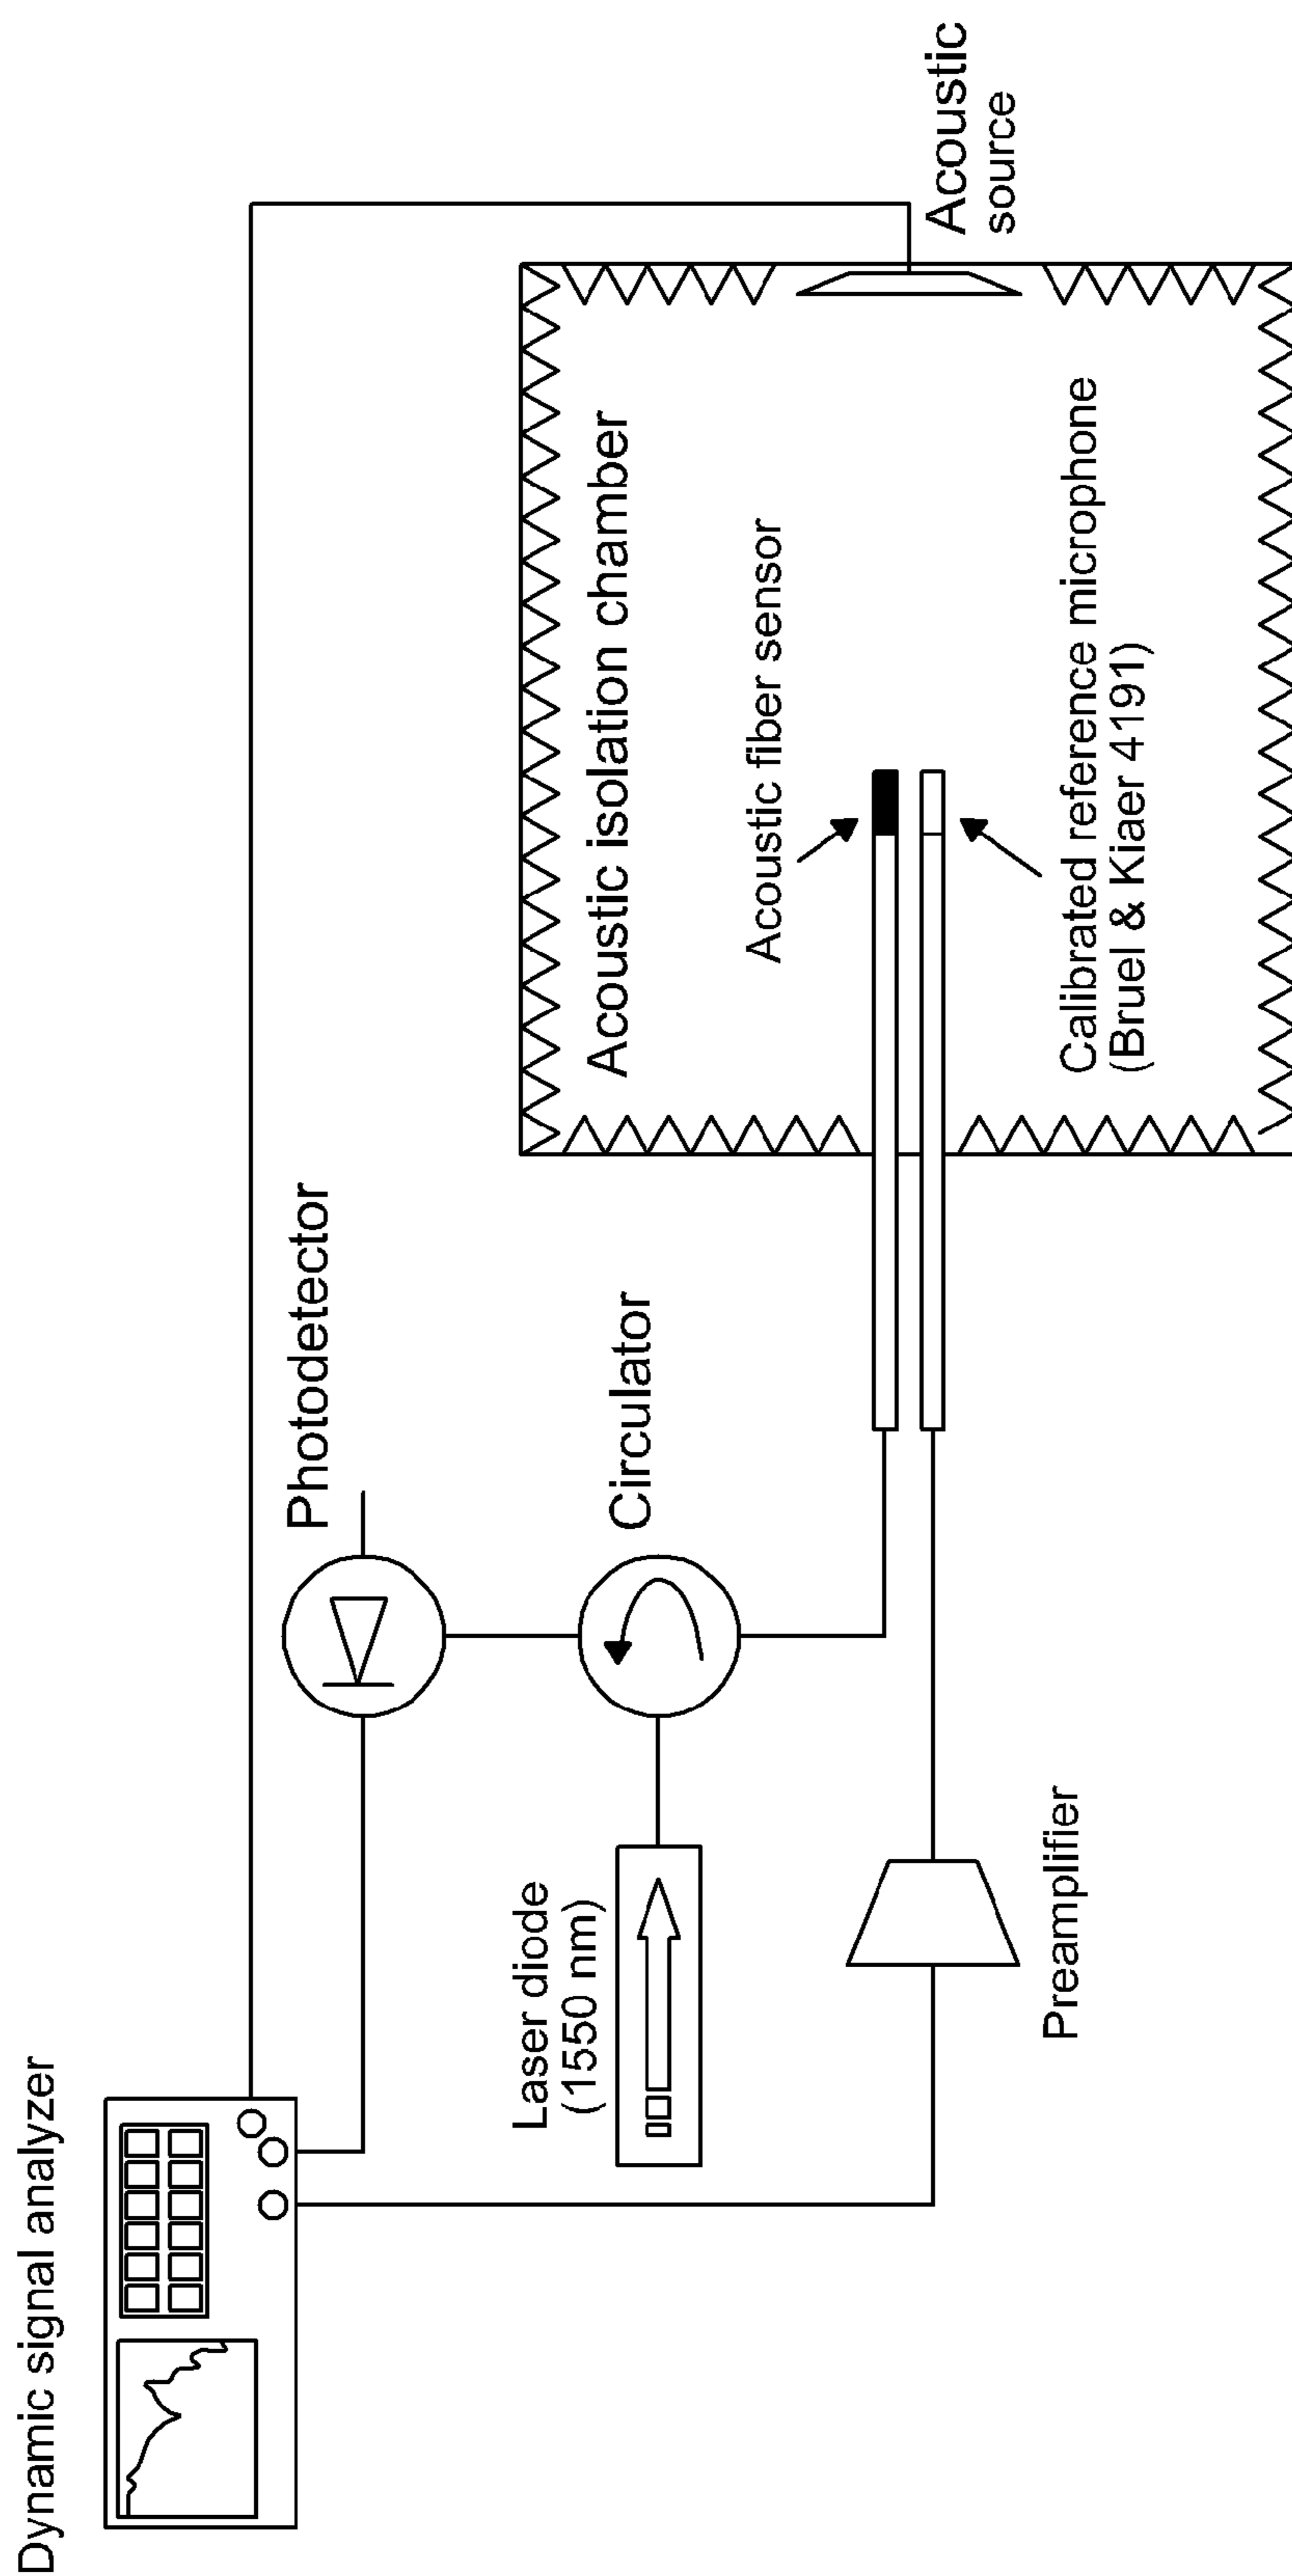 Dynamic signal analyzer
Photodetector
Laser diode
(1550 nm)
Circulator
Preamplifier
Acoustic isolation chamber
Acoustic fiber sensor
Calibrated reference microphone
(Bruel & Kiaer 4191)
Acoustic
source